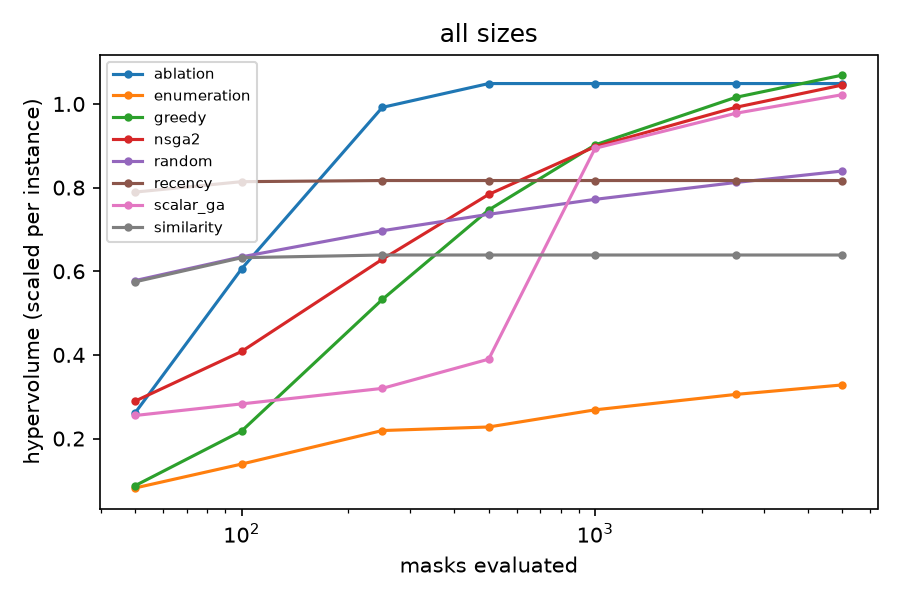 all sizes
hypervolume (scaled per instance)
1.0
0.8
0.6
0.4
0.2
ablation
enumeration
greedy
nsga2
random
recency
scalar_ga
similarity
10²
10³
masks evaluated